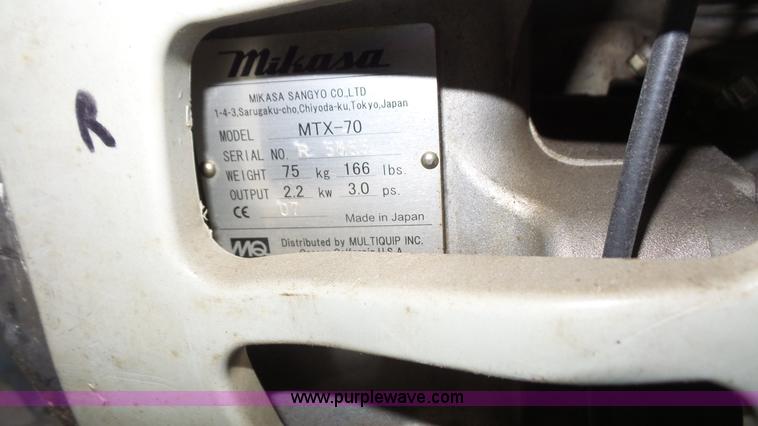 mikasa
MIKASA SANGYO CO.,LTD
1-4-3,Sarugaku-cho,Chiyoda-ku,Tokyo,Japan
R
MODEL MTX-70
SERIAL NO. R
WEIGHT 75 kg 166 lbs.
OUTPUT 2.2 kw 3.0 ps.
CE 07 Made in Japan
MQ Distributed by MULTIQUIP INC.
California U.S.A.
www.purplewave.com